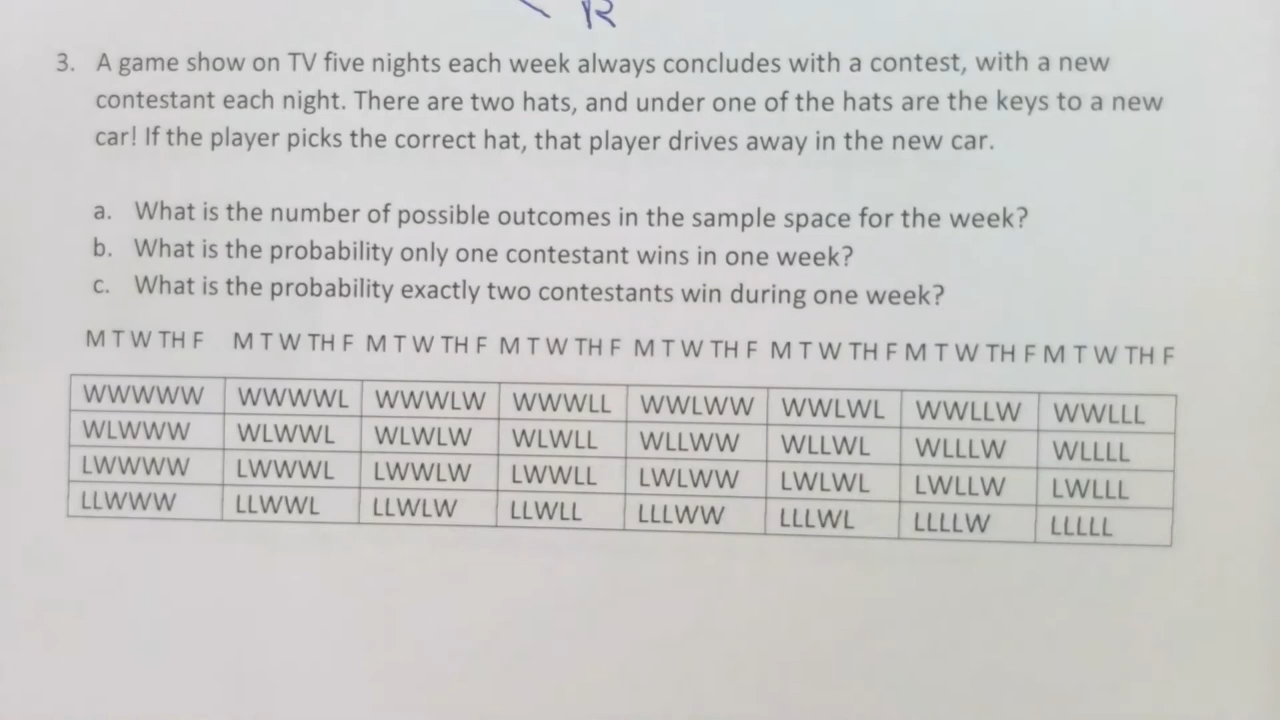 R
3. A game show on TV five nights each week always concludes with a contest, with a new
contestant each night. There are two hats, and under one of the hats are the keys to a new
car! If the player picks the correct hat, that player drives away in the new car.
a. What is the number of possible outcomes in the sample space for the week?
b. What is the probability only one contestant wins in one week?
c. What is the probability exactly two contestants win during one week?
M T W TH F M T W TH F M T W TH F M T W TH F M T W TH F M T W TH F M T W TH F M T W TH F
WWWWW WWWWL WWWLW WWWLL WWLWW WWLWL WWLLW WWLLL
WLWWW WLWWL WLWLW WLWLL WLLWW WLLWL WLLLW WLLLL
LWWWW LWWWL LWWLW LWWLL LWLWW LWLWL LWLLW LWLLL
LLWWW LLWWL LLWLW LLWLL LLLWW LLLWL LLLLW LLLLL